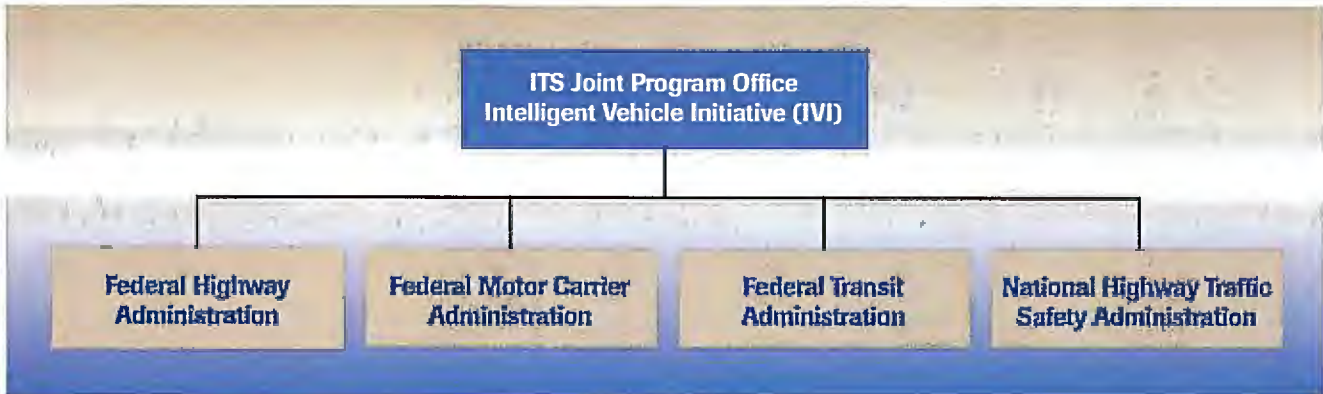 ITS Joint Program Office
Intelligent Vehicle Initiative (IVI)
Federal Highway
Administration
Federal Motor Carrier
Administration
Federal Transit
Administration
National Highway Traffic
Safety Administration